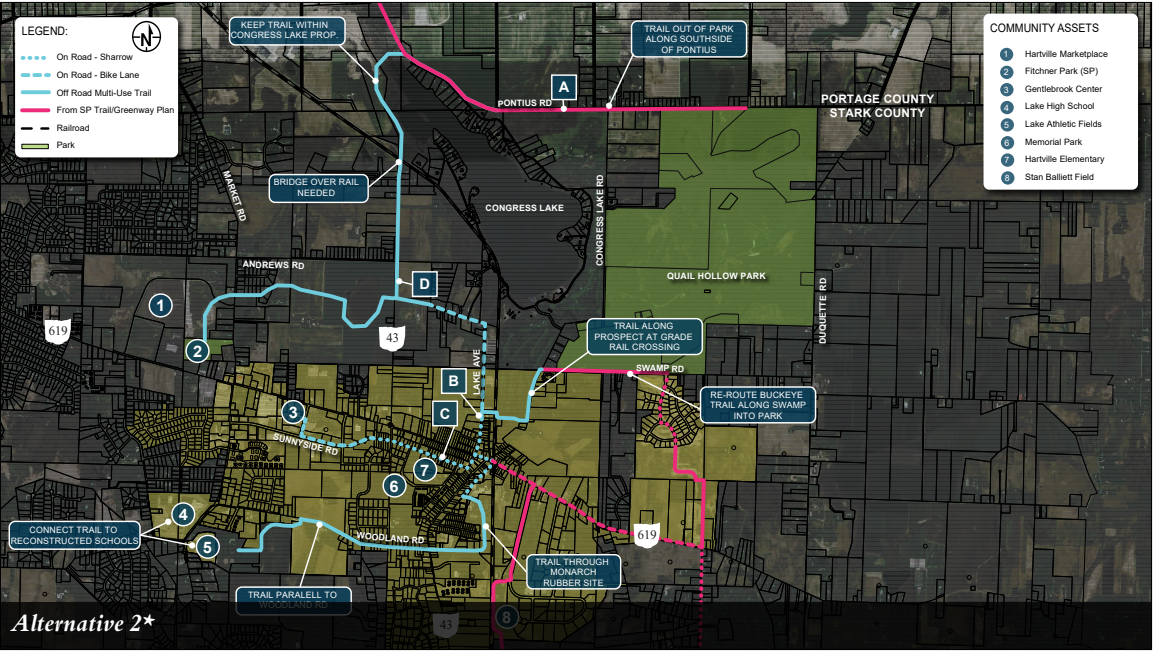 LEGEND:
N
On Road - Sharrow
On Road - Bike Lane
Off Road Multi-Use Trail
From SP Trail/Greenway Plan
Railroad
Park
KEEP TRAIL WITHIN
CONGRESS LAKE PROP.
TRAIL OUT OF PARK
ALONG SOUTHSIDE
OF PONTIUS
COMMUNITY ASSETS
1 Hartville Marketplace
2 Fitchner Park (SP)
3 Gentlebrook Center
4 Lake High School
5 Lake Athletic Fields
6 Memorial Park
7 Hartville Elementary
8 Stan Balliett Field
A
PONTIUS RD
PORTAGE COUNTY
STARK COUNTY
BRIDGE OVER RAIL
NEEDED
MARKET RD
CONGRESS LAKE
CONGRESS LAKE RD
ANDREWS RD
QUAIL HOLLOW PARK
DUQUETTE RD
D
1
619
43
2
TRAIL ALONG
PROSPECT AT GRADE
RAIL CROSSING
LAKE AVE
SWAMP RD
B
RE-ROUTE BUCKEYE
TRAIL ALONG SWAMP
INTO PARK
3
C
SUNNYSIDE RD
7
6
4
CONNECT TRAIL TO
RECONSTRUCTED SCHOOLS
5
WOODLAND RD
619
TRAIL THROUGH
MONARCH
RUBBER SITE
TRAIL PARALELL TO
WOODLAND RD
8
43
Alternative 2*